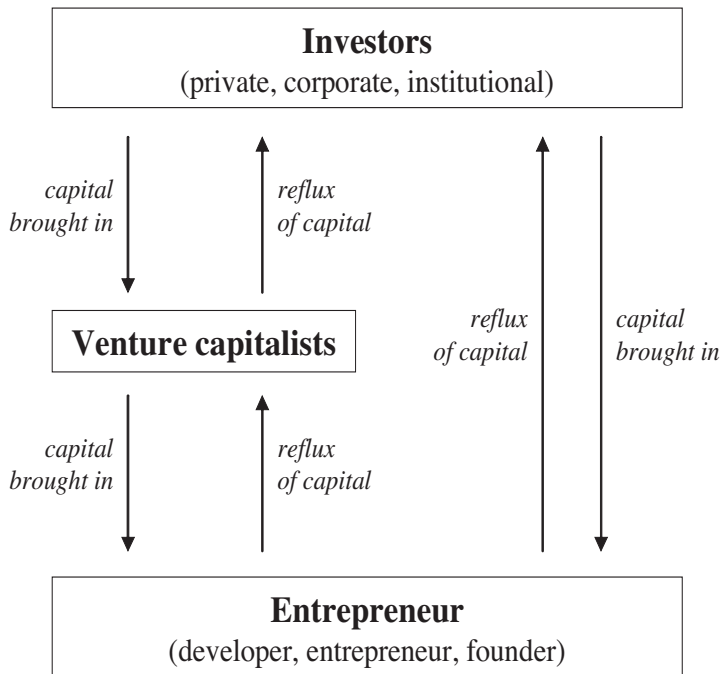 Investors
(private, corporate, institutional)
capital
brought in
reflux
of capital
Venture capitalists
reflux
of capital
capital
brought in
capital
brought in
reflux
of capital
Entrepreneur
(developer, entrepreneur, founder)